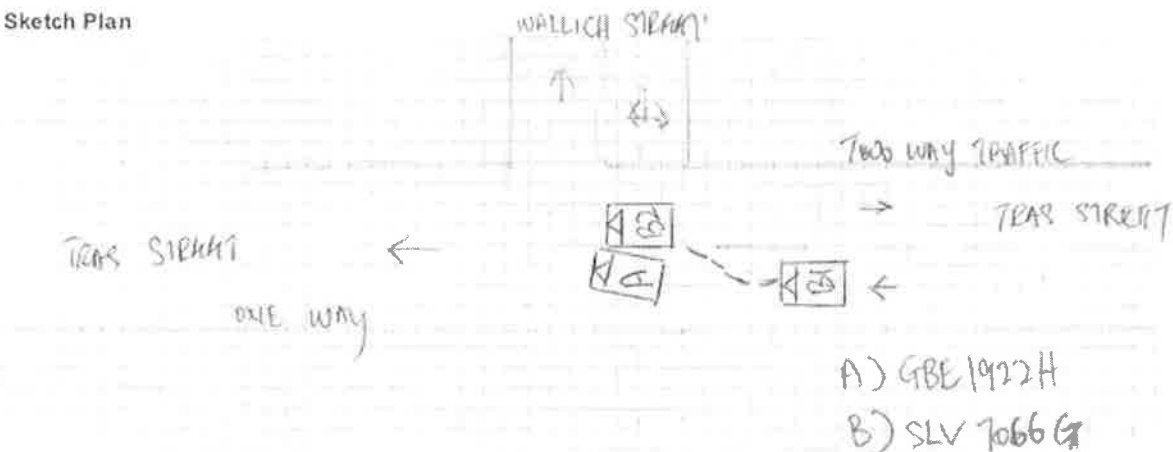 Sketch Plan
WALLICH STREET
TWO WAY TRAFFIC
TRAS STREET
TRAS STREET
ONE WAY
B
A
B
A) GBE 1922H
B) SLV 7066G